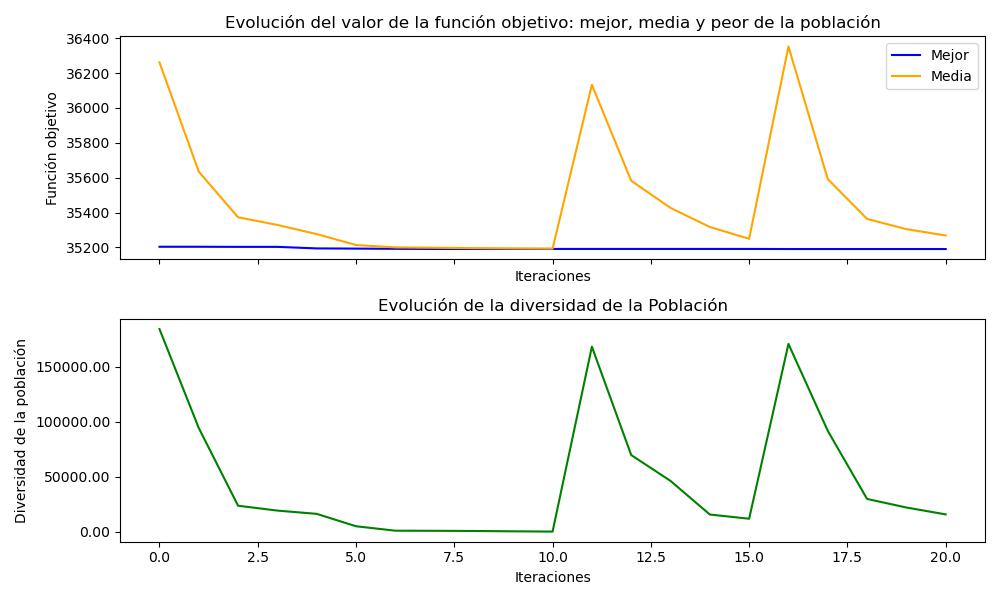 Evolución del valor de la función objetivo: mejor, media y peor de la población
36400
36200
36000
35800
35600
35400
35200
Función objetivo
Mejor
Media
Iteraciones
Evolución de la diversidad de la Población
150000.00
100000.00
50000.00
0.00
Diversidad de la población
0.0 2.5 5.0 7.5 10.0 12.5 15.0 17.5 20.0
Iteraciones